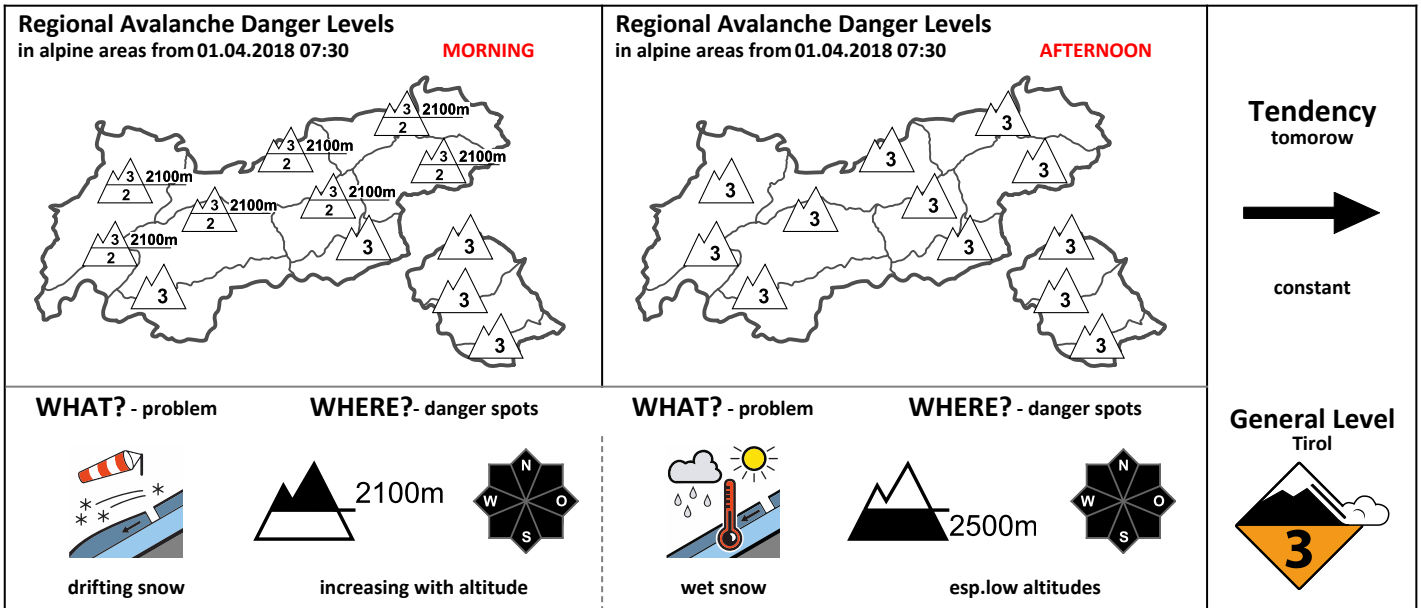 Regional Avalanche Danger Levels
in alpine areas from 01.04.2018 07:30 MORNING
3 2100m
2
3 2100m
2
3 2100m
2
3 2100m
2
3 2100m
2
3 2100m
2
3 2100m
2
3
3
3
3
3
Regional Avalanche Danger Levels
in alpine areas from 01.04.2018 07:30 AFTERNOON
3
3
3
3
3
3
3
3
3
3
3
3
Tendency
tomorow
constant
WHAT? - problem
drifting snow
WHERE? - danger spots
2100m
N
W O
S
increasing with altitude
WHAT? - problem
wet snow
WHERE? - danger spots
2500m
N
W O
S
esp.low altitudes
General Level
Tirol
3